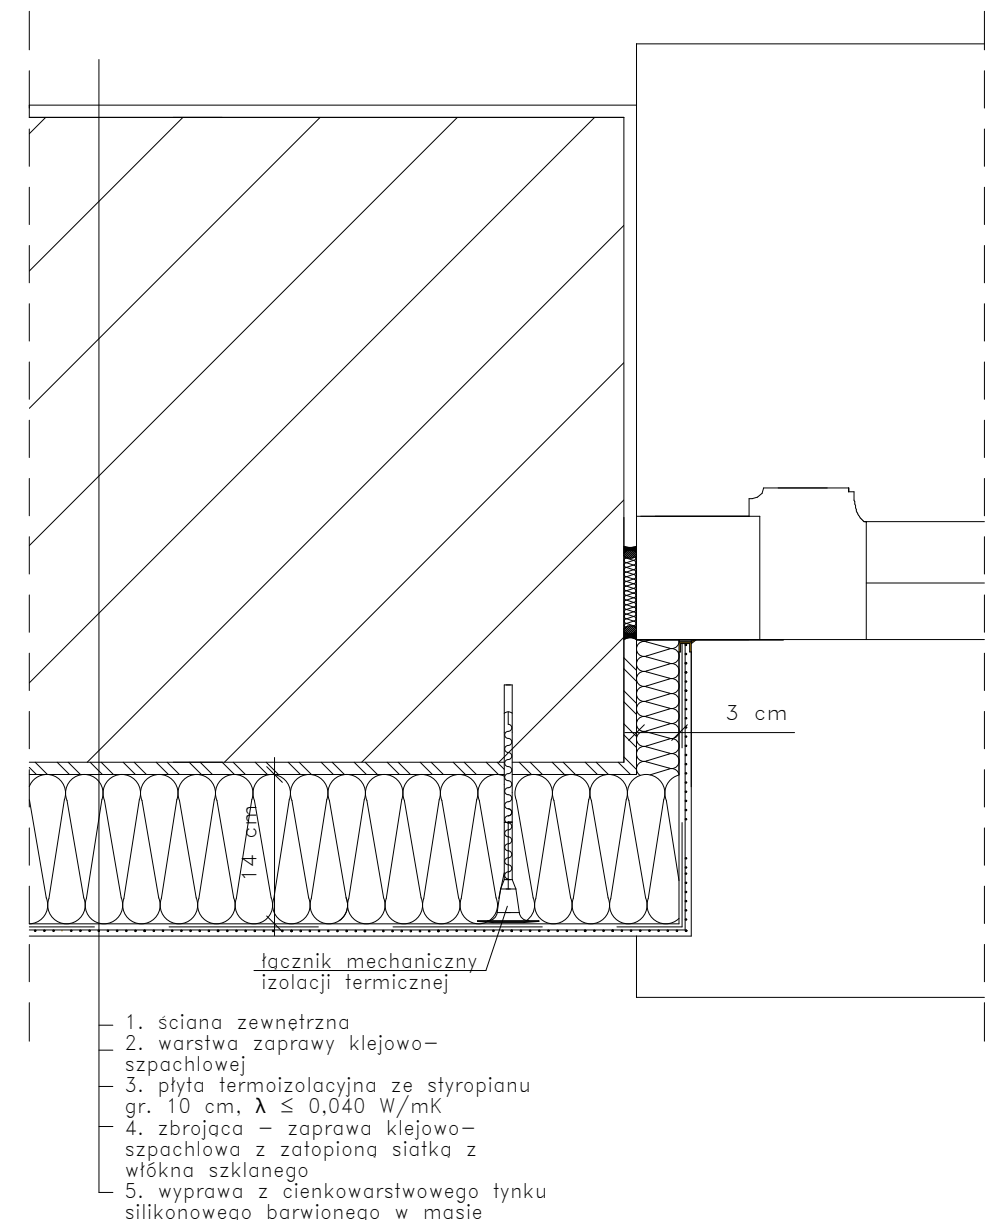 3 cm
14 cm
łącznik mechaniczny
izolacji termicznej
1. ściana zewnętrzna
2. warstwa zaprawy klejowo–
szpachlowej
3. płyta termoizolacyjna ze styropianu
gr. 10 cm, λ ≤ 0,040 W/mK
4. zbrojąca – zaprawa klejowo–
szpachlowa z zatopioną siatką z
włókna szklanego
5. wyprawa z cienkowarstwowego tynku
silikonowego barwionego w masie